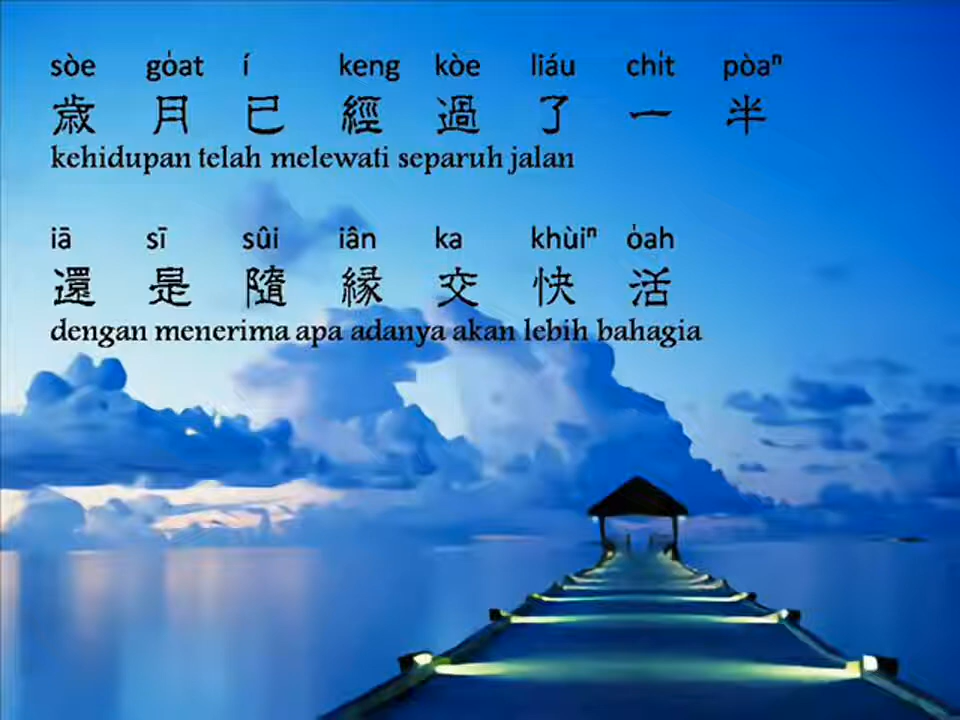 sòe go̍at í keng kòe liáu chi̍t pòaⁿ
歲月已經過了一半
kehidupan telah melewati separuh jalan
iā sī sûi iân ka khùiⁿ o̍ah
還是隨緣交快活
dengan menerima apa adanya akan lebih bahagia